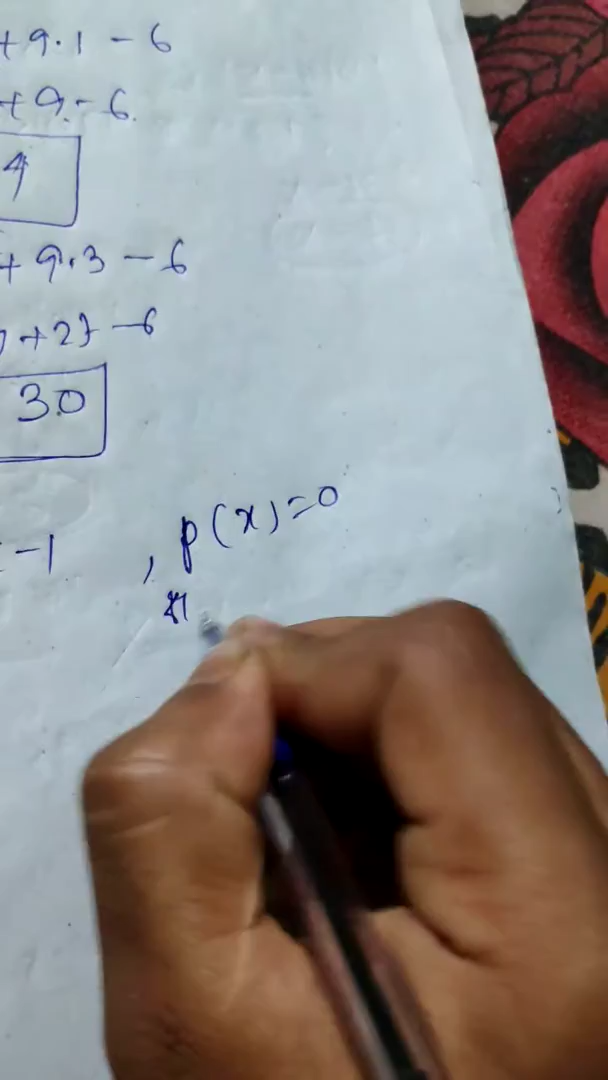 + 9.1 - 6
+ 9 - 6
4
+ 9.3 - 6
+ 27 - 6
30
-1 , p(x) = 0